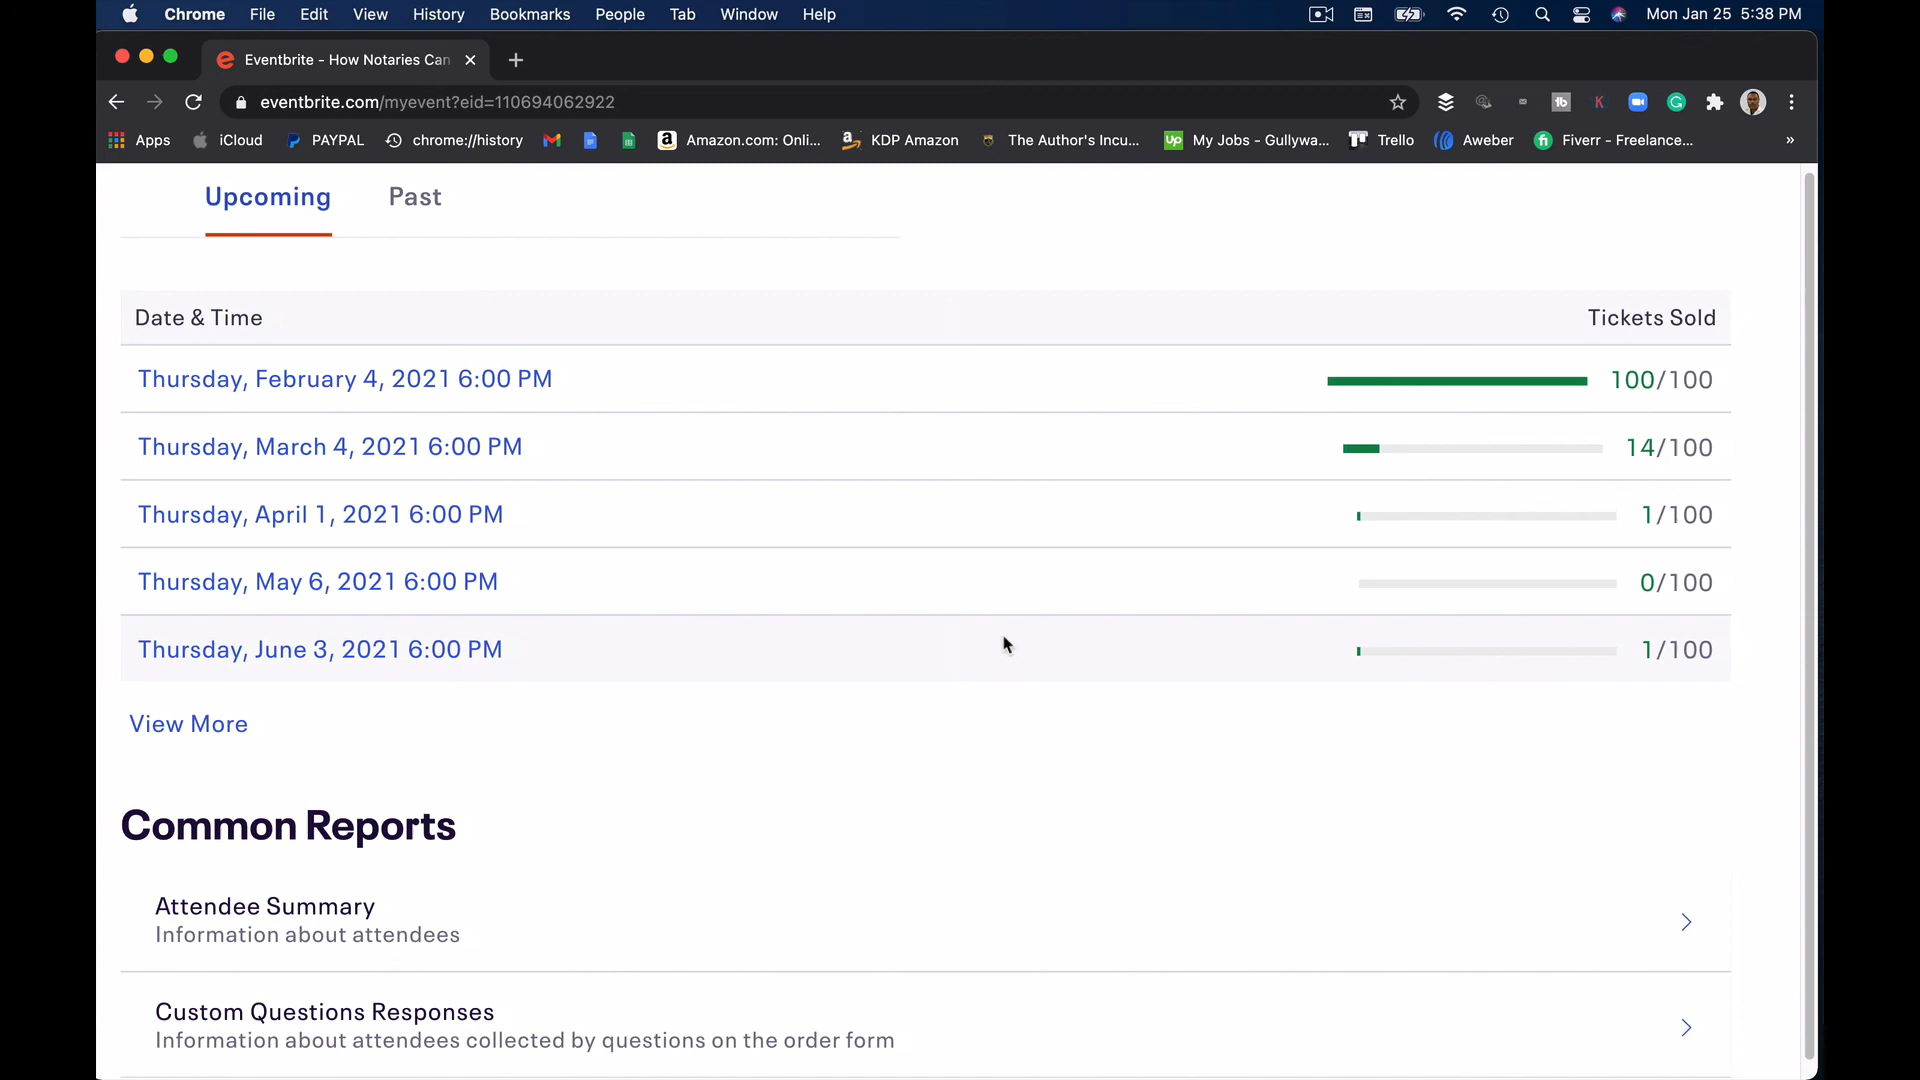 Chrome File Edit View History Bookmarks People Tab Window Help Mon Jan 25 5:38 PM
Eventbrite - How Notaries Can
eventbrite.com/myevent?eid=110694062922
Apps iCloud PAYPAL chrome://history Amazon.com: Onli... KDP Amazon The Author's Incu... My Jobs - Gullywa... Trello Aweber Fiverr - Freelance... »
Upcoming Past
Date & Time Tickets Sold
Thursday, February 4, 2021 6:00 PM 100/100
Thursday, March 4, 2021 6:00 PM 14/100
Thursday, April 1, 2021 6:00 PM 1/100
Thursday, May 6, 2021 6:00 PM 0/100
Thursday, June 3, 2021 6:00 PM 1/100
View More
Common Reports
Attendee Summary
Information about attendees
Custom Questions Responses
Information about attendees collected by questions on the order form